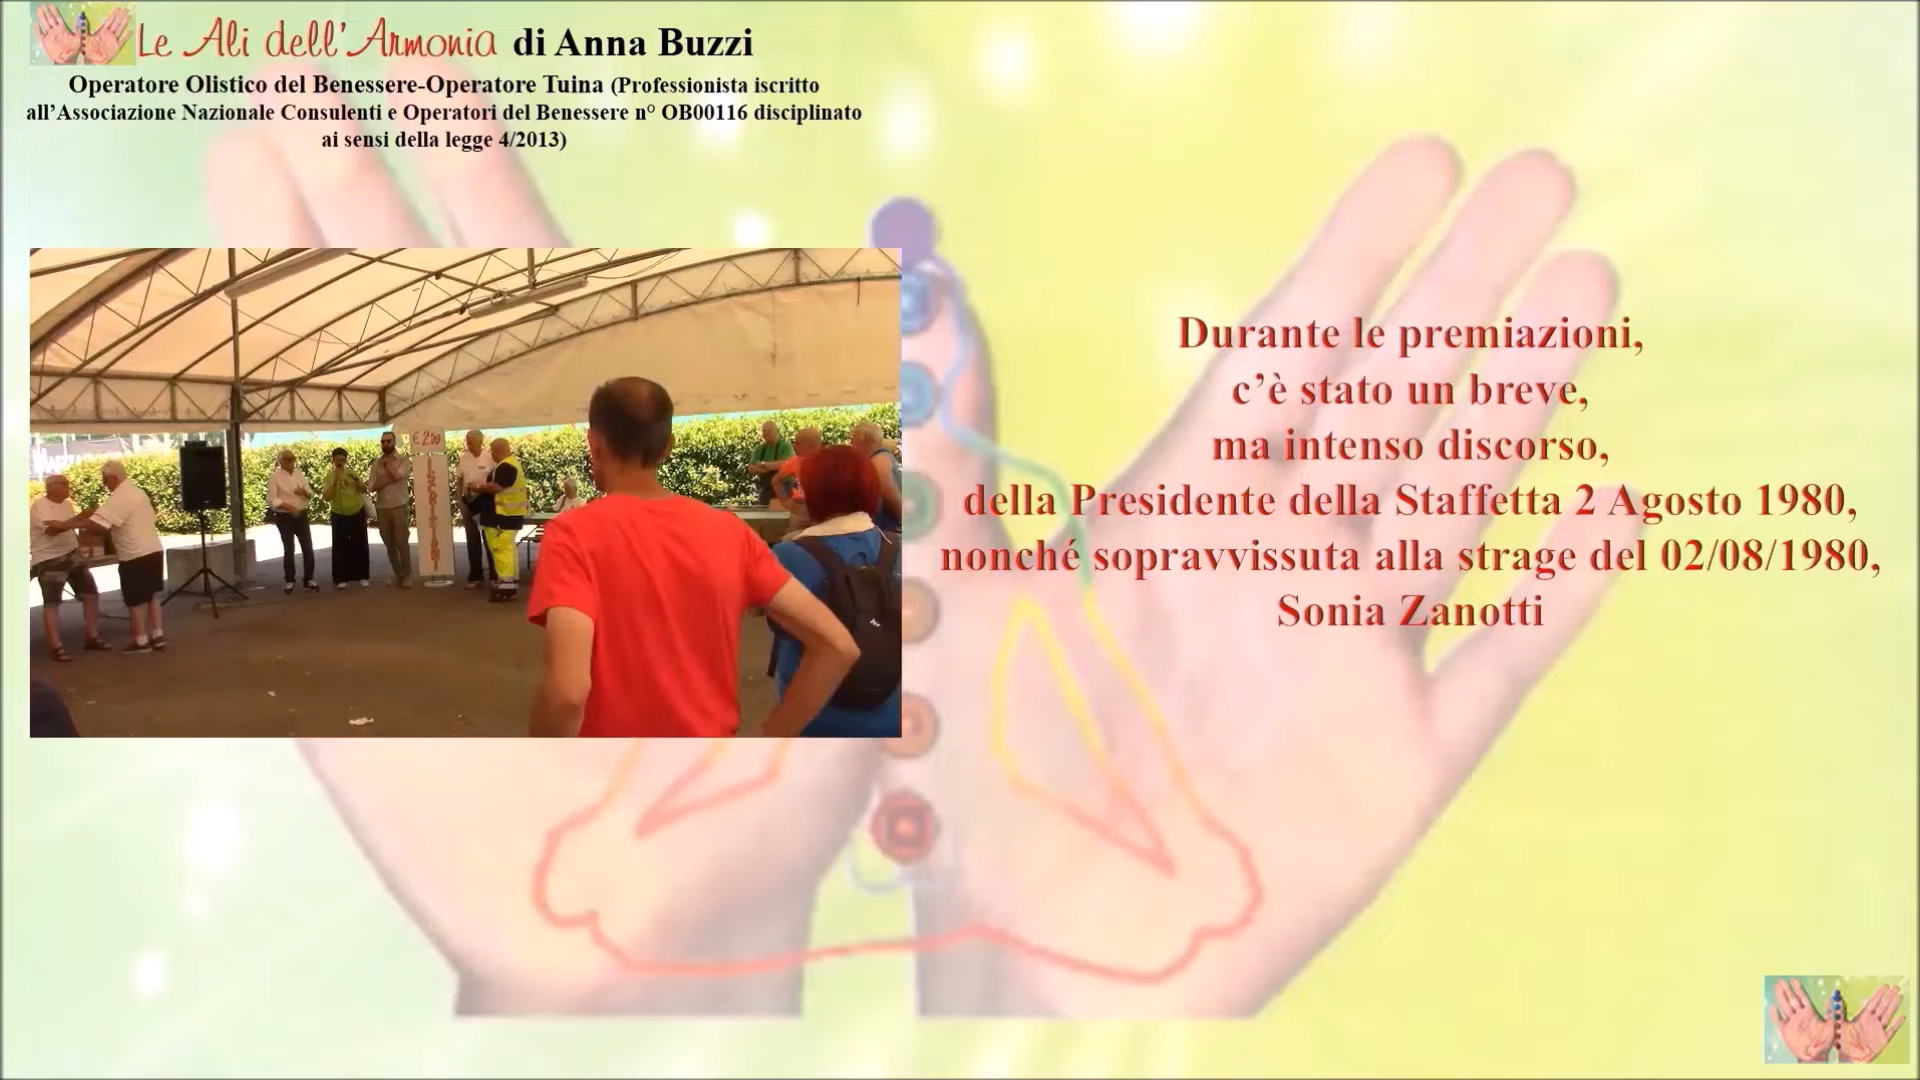 Le Ali dell'Armonia di Anna Buzzi
Operatore Olistico del Benessere-Operatore Tuina (Professionista iscritto
all’Associazione Nazionale Consulenti e Operatori del Benessere n° OB00116 disciplinato
ai sensi della legge 4/2013)
Durante le premiazioni,
c’è stato un breve,
ma intenso discorso,
della Presidente della Staffetta 2 Agosto 1980,
nonché sopravvissuta alla strage del 02/08/1980,
Sonia Zanotti